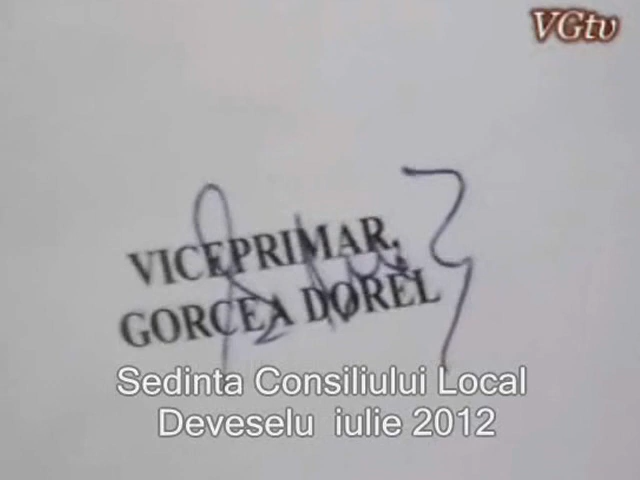 VGtv
VICEPRIMAR,
GORCEA DOREL
Sedinta Consiliului Local
Deveselu iulie 2012